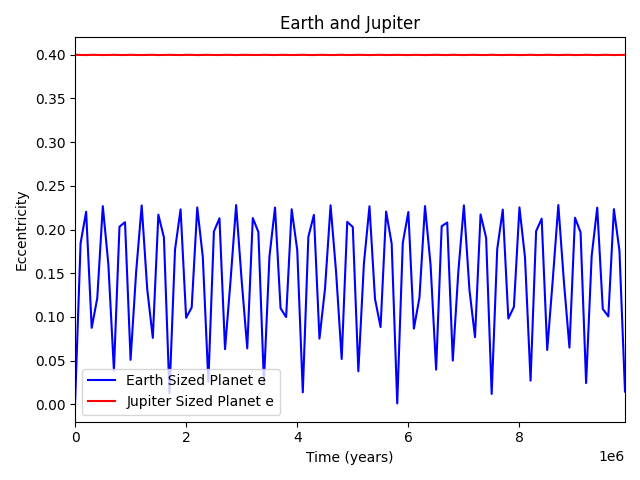 Earth and Jupiter
0.40
0.35
0.30
0.25
0.20
0.15
0.10
0.05
0.00
Eccentricity
Earth Sized Planet e
Jupiter Sized Planet e
0 2 4 6 8
1e6
Time (years)